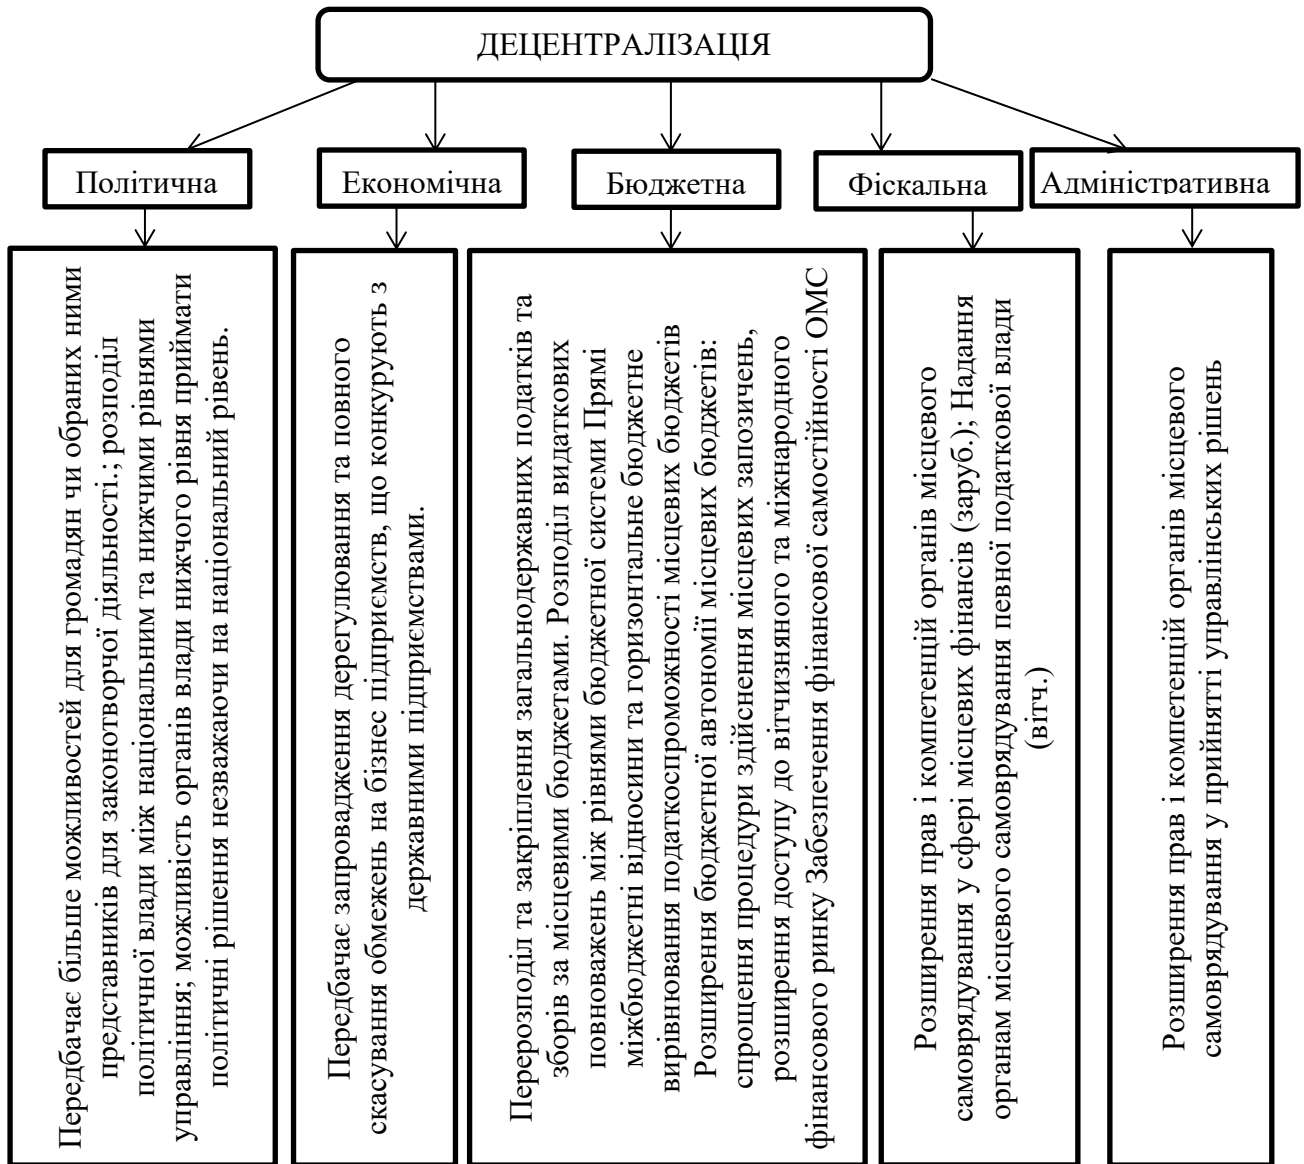 ДЕЦЕНТРАЛІЗАЦІЯ
Політична
Економічна
Бюджетна
Фіскальна
Адміністративна
Передбачає більше можливостей для громадян чи обраних ними
представників для законотворчої діяльності.; розподіл
політичної влади між національним та нижчими рівнями
управління; можливість органів влади нижчого рівня приймати
політичні рішення незважаючи на національний рівень.
Передбачає запровадження дерегулювання та повного
скасування обмежень на бізнес підприємств, що конкурують з
державними підприємствами.
Перерозподіл та закріплення загальнодержавних податків та
зборів за місцевими бюджетами. Розподіл видаткових
повноважень між рівнями бюджетної системи Прямі
міжбюджетні відносини та горизонтальне бюджетне
вирівнювання податкоспроможності місцевих бюджетів
Розширення бюджетної автономії місцевих бюджетів:
спрощення процедури здійснення місцевих запозичень,
розширення доступу до вітчизняного та міжнародного
фінансового ринку Забезпечення фінансової самостійності ОМС
Розширення прав і компетенцій органів місцевого
самоврядування у сфері місцевих фінансів (заруб.); Надання
органам місцевого самоврядування певної податкової влади
(вітч.)
Розширення прав і компетенцій органів місцевого
самоврядування у прийнятті управлінських рішень